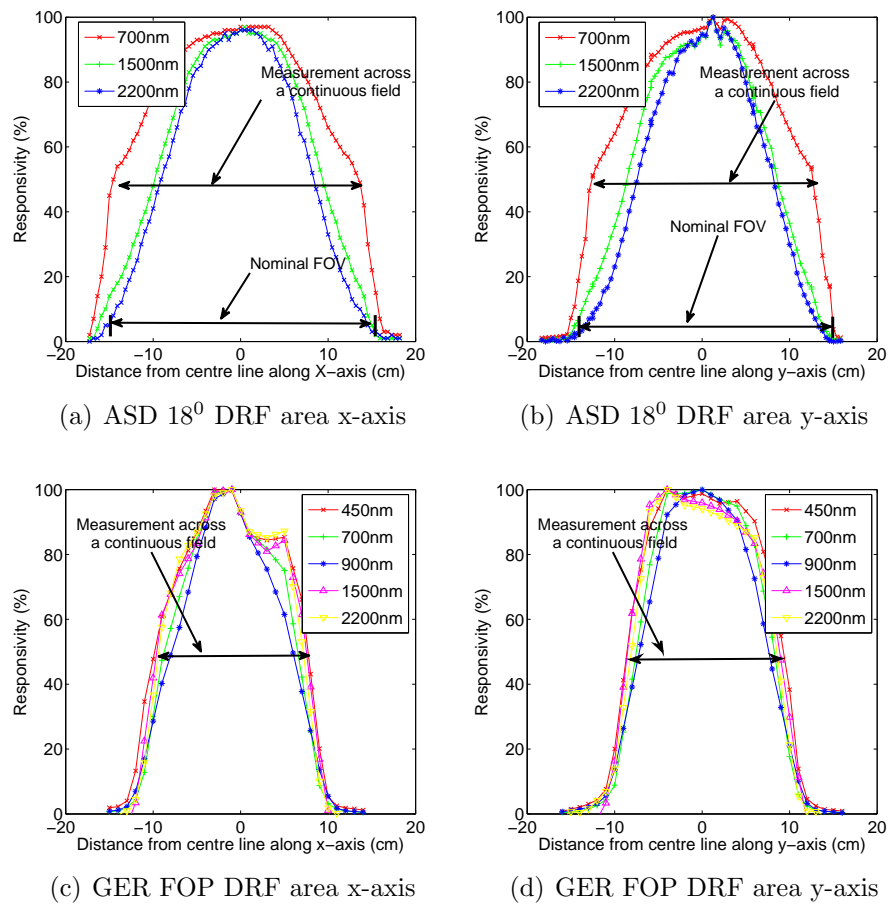 700nm
1500nm
2200nm
Measurement across
a continuous field
Nominal FOV
Responsivity (%)
100
80
60
40
20
0
−20
−10
0
10
20
Distance from centre line along X−axis (cm)
(a) ASD 18⁰ DRF area x-axis
700nm
1500nm
2200nm
Measurement across
a continuous field
Nominal FOV
Responsivity (%)
100
80
60
40
20
0
−20
−10
0
10
20
Distance from centre line along y−axis (cm)
(b) ASD 18⁰ DRF area y-axis
450nm
700nm
900nm
1500nm
2200nm
Measurement across
a continuous field
Responsivity (%)
100
80
60
40
20
0
−20
−10
0
10
20
Distance from centre line along x−axis (cm)
(c) GER FOP DRF area x-axis
450nm
700nm
900nm
1500nm
2200nm
Measurement across
a continuous field
Responsivity (%)
100
80
60
40
20
0
−20
−10
0
10
20
Distance from centre line along y−axis (cm)
(d) GER FOP DRF area y-axis